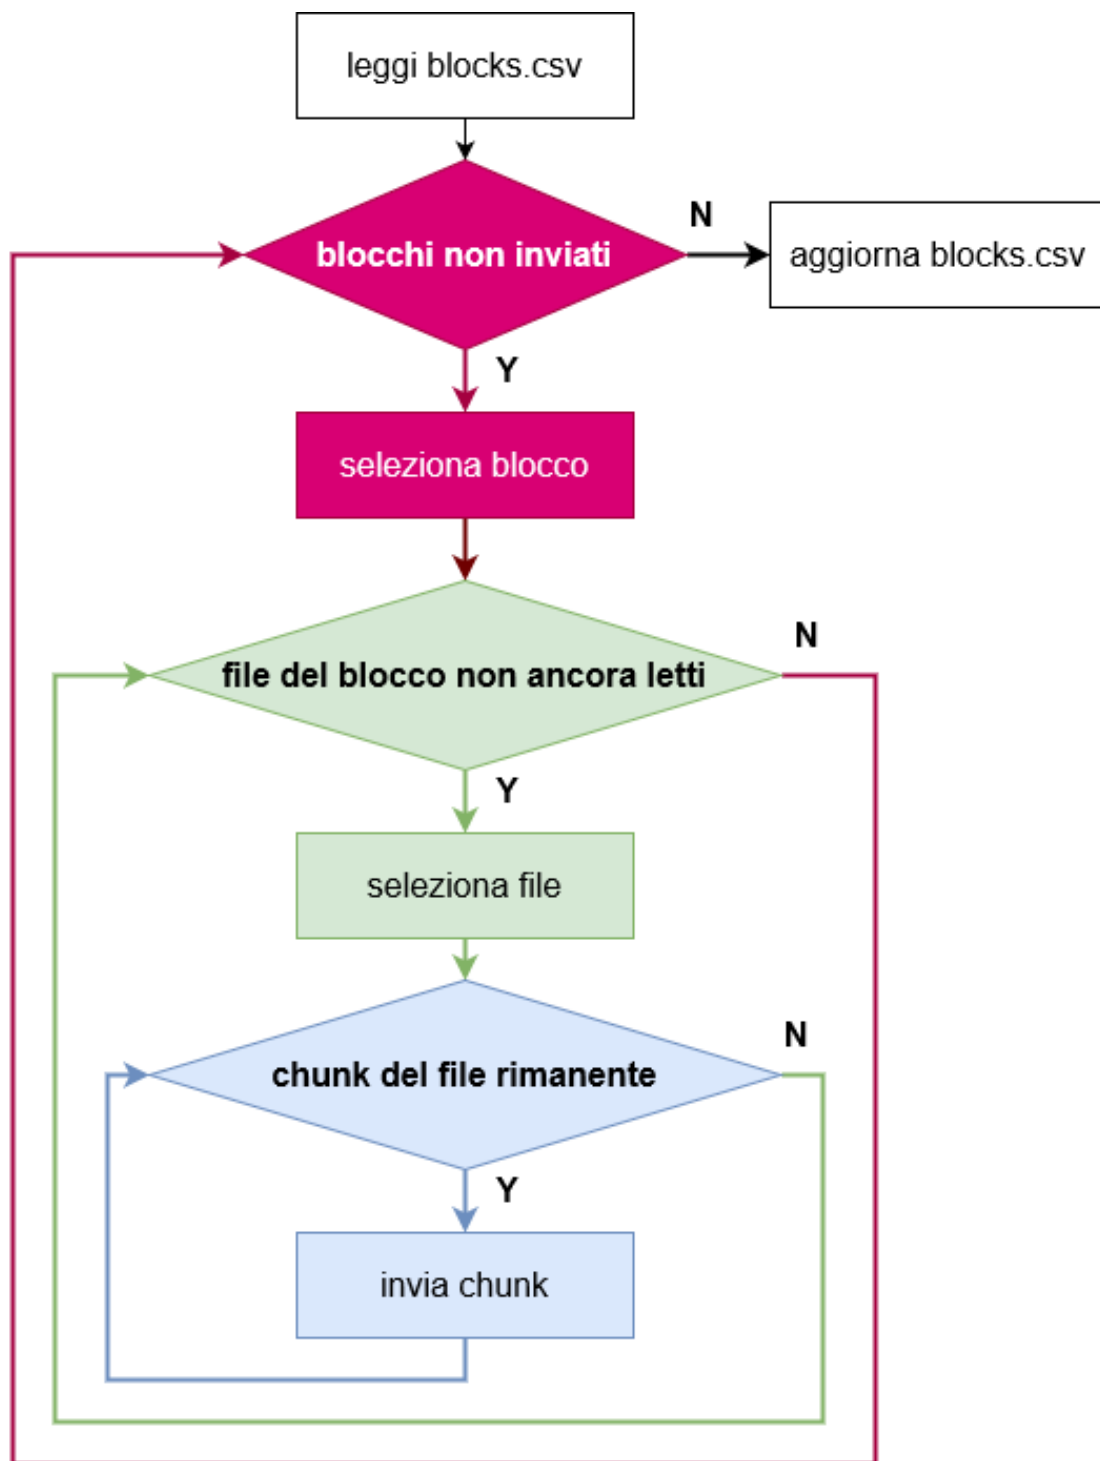 leggi blocks.csv
blocchi non inviati
N
aggiorna blocks.csv
Y
seleziona blocco
file del blocco non ancora letti
N
Y
seleziona file
chunk del file rimanente
N
Y
invia chunk